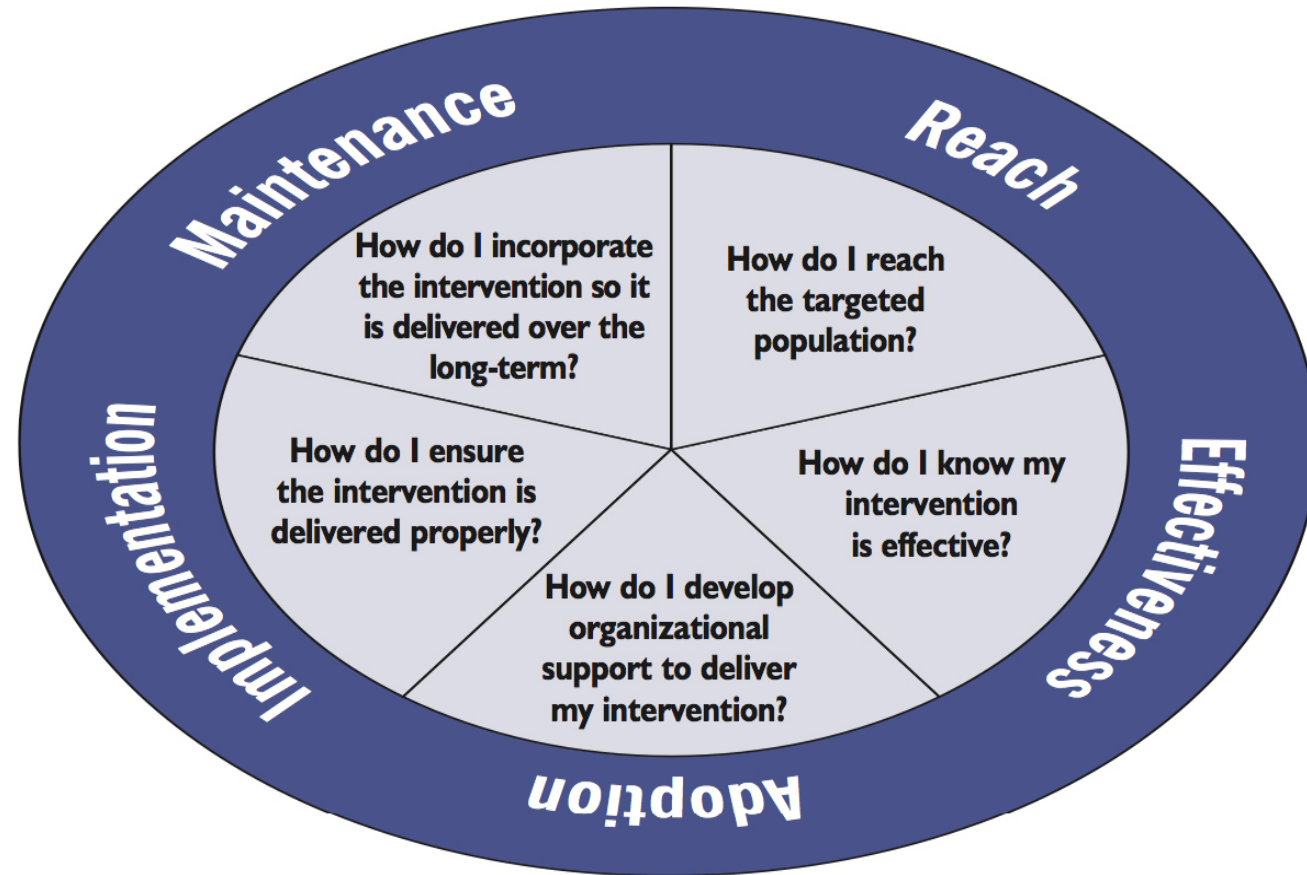 Reach
How do I reach
the targeted
population?
Effectiveness
How do I know my
intervention
is effective?
Adoption
How do I develop
organizational
support to deliver
my intervention?
Implementation
How do I ensure
the intervention is
delivered properly?
Maintenance
How do I incorporate
the intervention so it
is delivered over the
long-term?